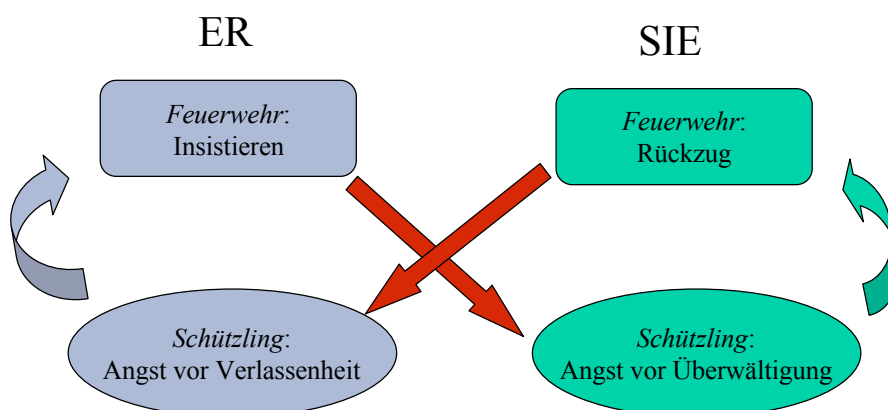 ER
SIE
Feuerwehr:
Insistieren
Feuerwehr:
Rückzug
Schützling:
Angst vor Verlassenheit
Schützling:
Angst vor Überwältigung